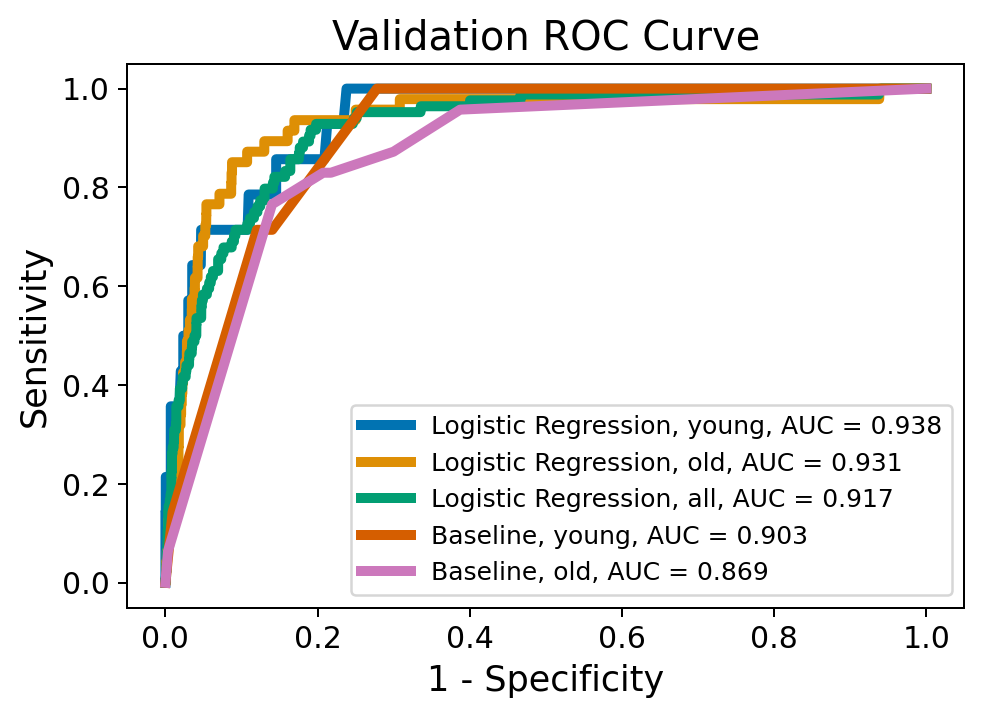 Validation ROC Curve
Sensitivity
1.0
0.8
0.6
0.4
0.2
0.0
Logistic Regression, young, AUC = 0.938
Logistic Regression, old, AUC = 0.931
Logistic Regression, all, AUC = 0.917
Baseline, young, AUC = 0.903
Baseline, old, AUC = 0.869
0.0 0.2 0.4 0.6 0.8 1.0
1 - Specificity